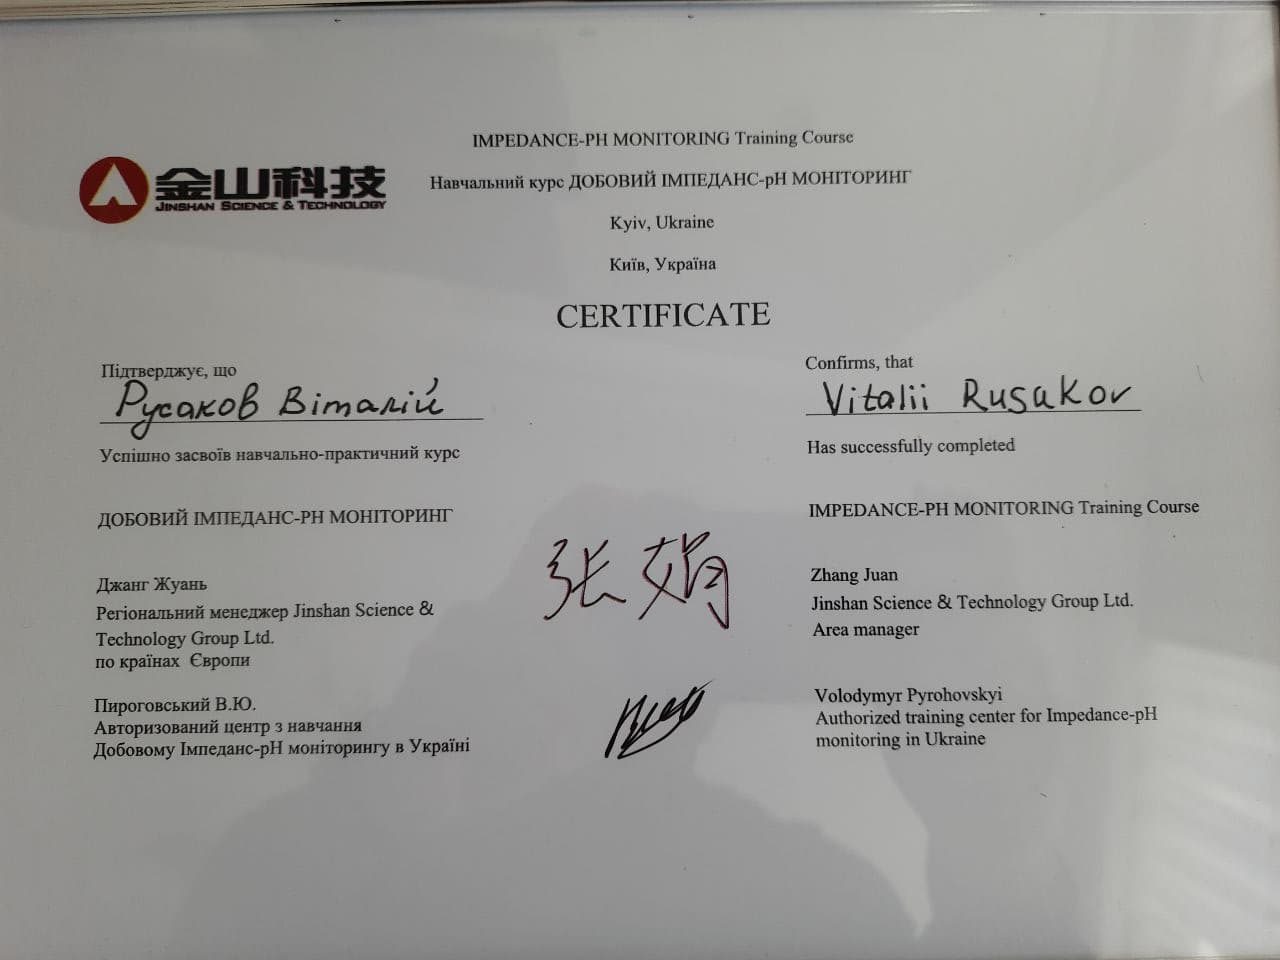 金山科技
JINSHAN SCIENCE & TECHNOLOGY
IMPEDANCE-PH MONITORING Training Course
Навчальний курс ДОБОВИЙ ІМПЕДАНС-рН МОНІТОРИНГ
Kyiv, Ukraine
Київ, Україна
CERTIFICATE
Підтверджує, що
Русаков Віталій
Успішно засвоїв навчально-практичний курс
ДОБОВИЙ ІМПЕДАНС-РН МОНІТОРИНГ
Джанг Жуань
Регіональний менеджер Jinshan Science &
Technology Group Ltd.
по країнах Європи
Пироговський В.Ю.
Авторизований центр з навчання
Добовому Імпеданс-рН моніторингу в Україні
张娟
Confirms, that
Vitalii Rusakov
Has successfully completed
IMPEDANCE-PH MONITORING Training Course
Zhang Juan
Jinshan Science & Technology Group Ltd.
Area manager
Volodymyr Pyrohovskyi
Authorized training center for Impedance-pH
monitoring in Ukraine